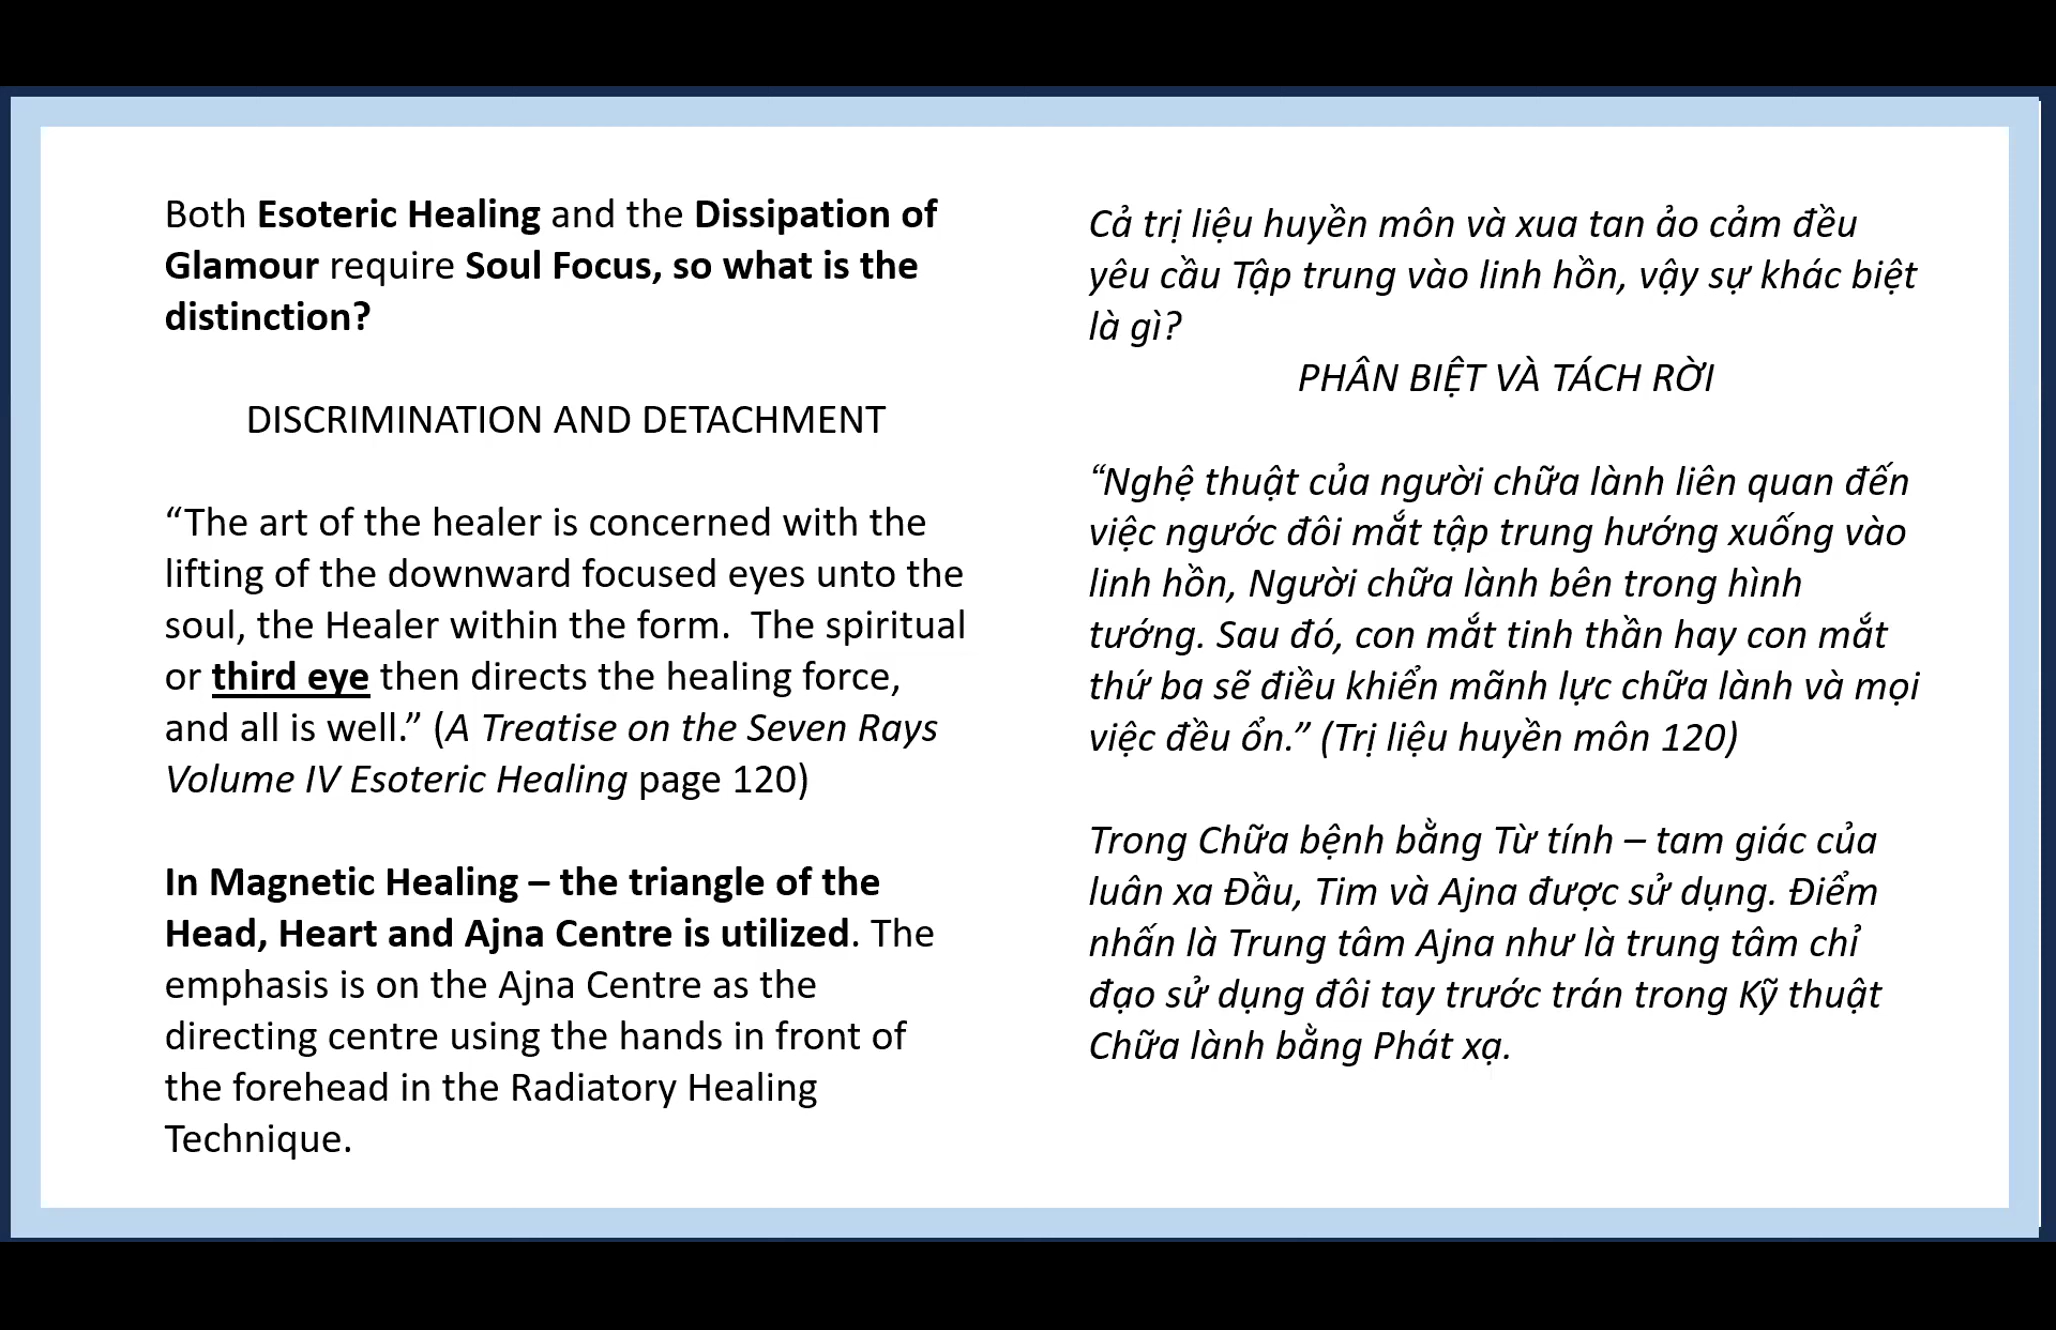 Both Esoteric Healing and the Dissipation of
Glamour require Soul Focus, so what is the
distinction?
DISCRIMINATION AND DETACHMENT
“The art of the healer is concerned with the
lifting of the downward focused eyes unto the
soul, the Healer within the form.  The spiritual
or third eye then directs the healing force,
and all is well.” (A Treatise on the Seven Rays
Volume IV Esoteric Healing page 120)
In Magnetic Healing – the triangle of the
Head, Heart and Ajna Centre is utilized. The
emphasis is on the Ajna Centre as the
directing centre using the hands in front of
the forehead in the Radiatory Healing
Technique.
Cả trị liệu huyền môn và xua tan ảo cảm đều
yêu cầu Tập trung vào linh hồn, vậy sự khác biệt
là gì?
PHÂN BIỆT VÀ TÁCH RỜI
“Nghệ thuật của người chữa lành liên quan đến
việc ngước đôi mắt tập trung hướng xuống vào
linh hồn, Người chữa lành bên trong hình
tướng. Sau đó, con mắt tinh thần hay con mắt
thứ ba sẽ điều khiển mãnh lực chữa lành và mọi
việc đều ổn.” (Trị liệu huyền môn 120)
Trong Chữa bệnh bằng Từ tính – tam giác của
luân xa Đầu, Tim và Ajna được sử dụng. Điểm
nhấn là Trung tâm Ajna như là trung tâm chỉ
đạo sử dụng đôi tay trước trán trong Kỹ thuật
Chữa lành bằng Phát xạ.